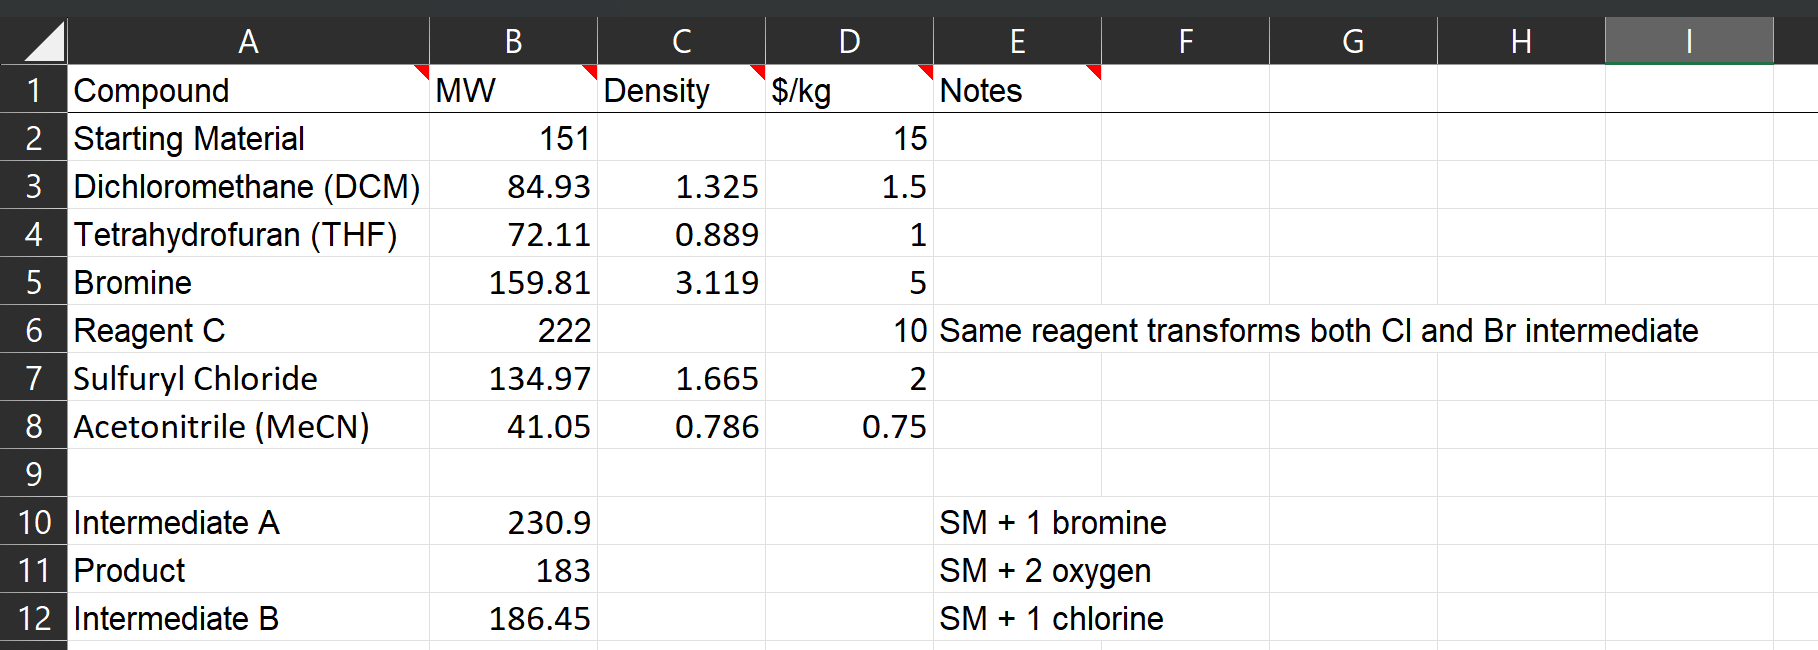 A B C D E F G H I
1 Compound MW Density $/kg Notes
2 Starting Material 151 15
3 Dichloromethane (DCM) 84.93 1.325 1.5
4 Tetrahydrofuran (THF) 72.11 0.889 1
5 Bromine 159.81 3.119 5
6 Reagent C 222 10 Same reagent transforms both Cl and Br intermediate
7 Sulfuryl Chloride 134.97 1.665 2
8 Acetonitrile (MeCN) 41.05 0.786 0.75
9
10 Intermediate A 230.9 SM + 1 bromine
11 Product 183 SM + 2 oxygen
12 Intermediate B 186.45 SM + 1 chlorine